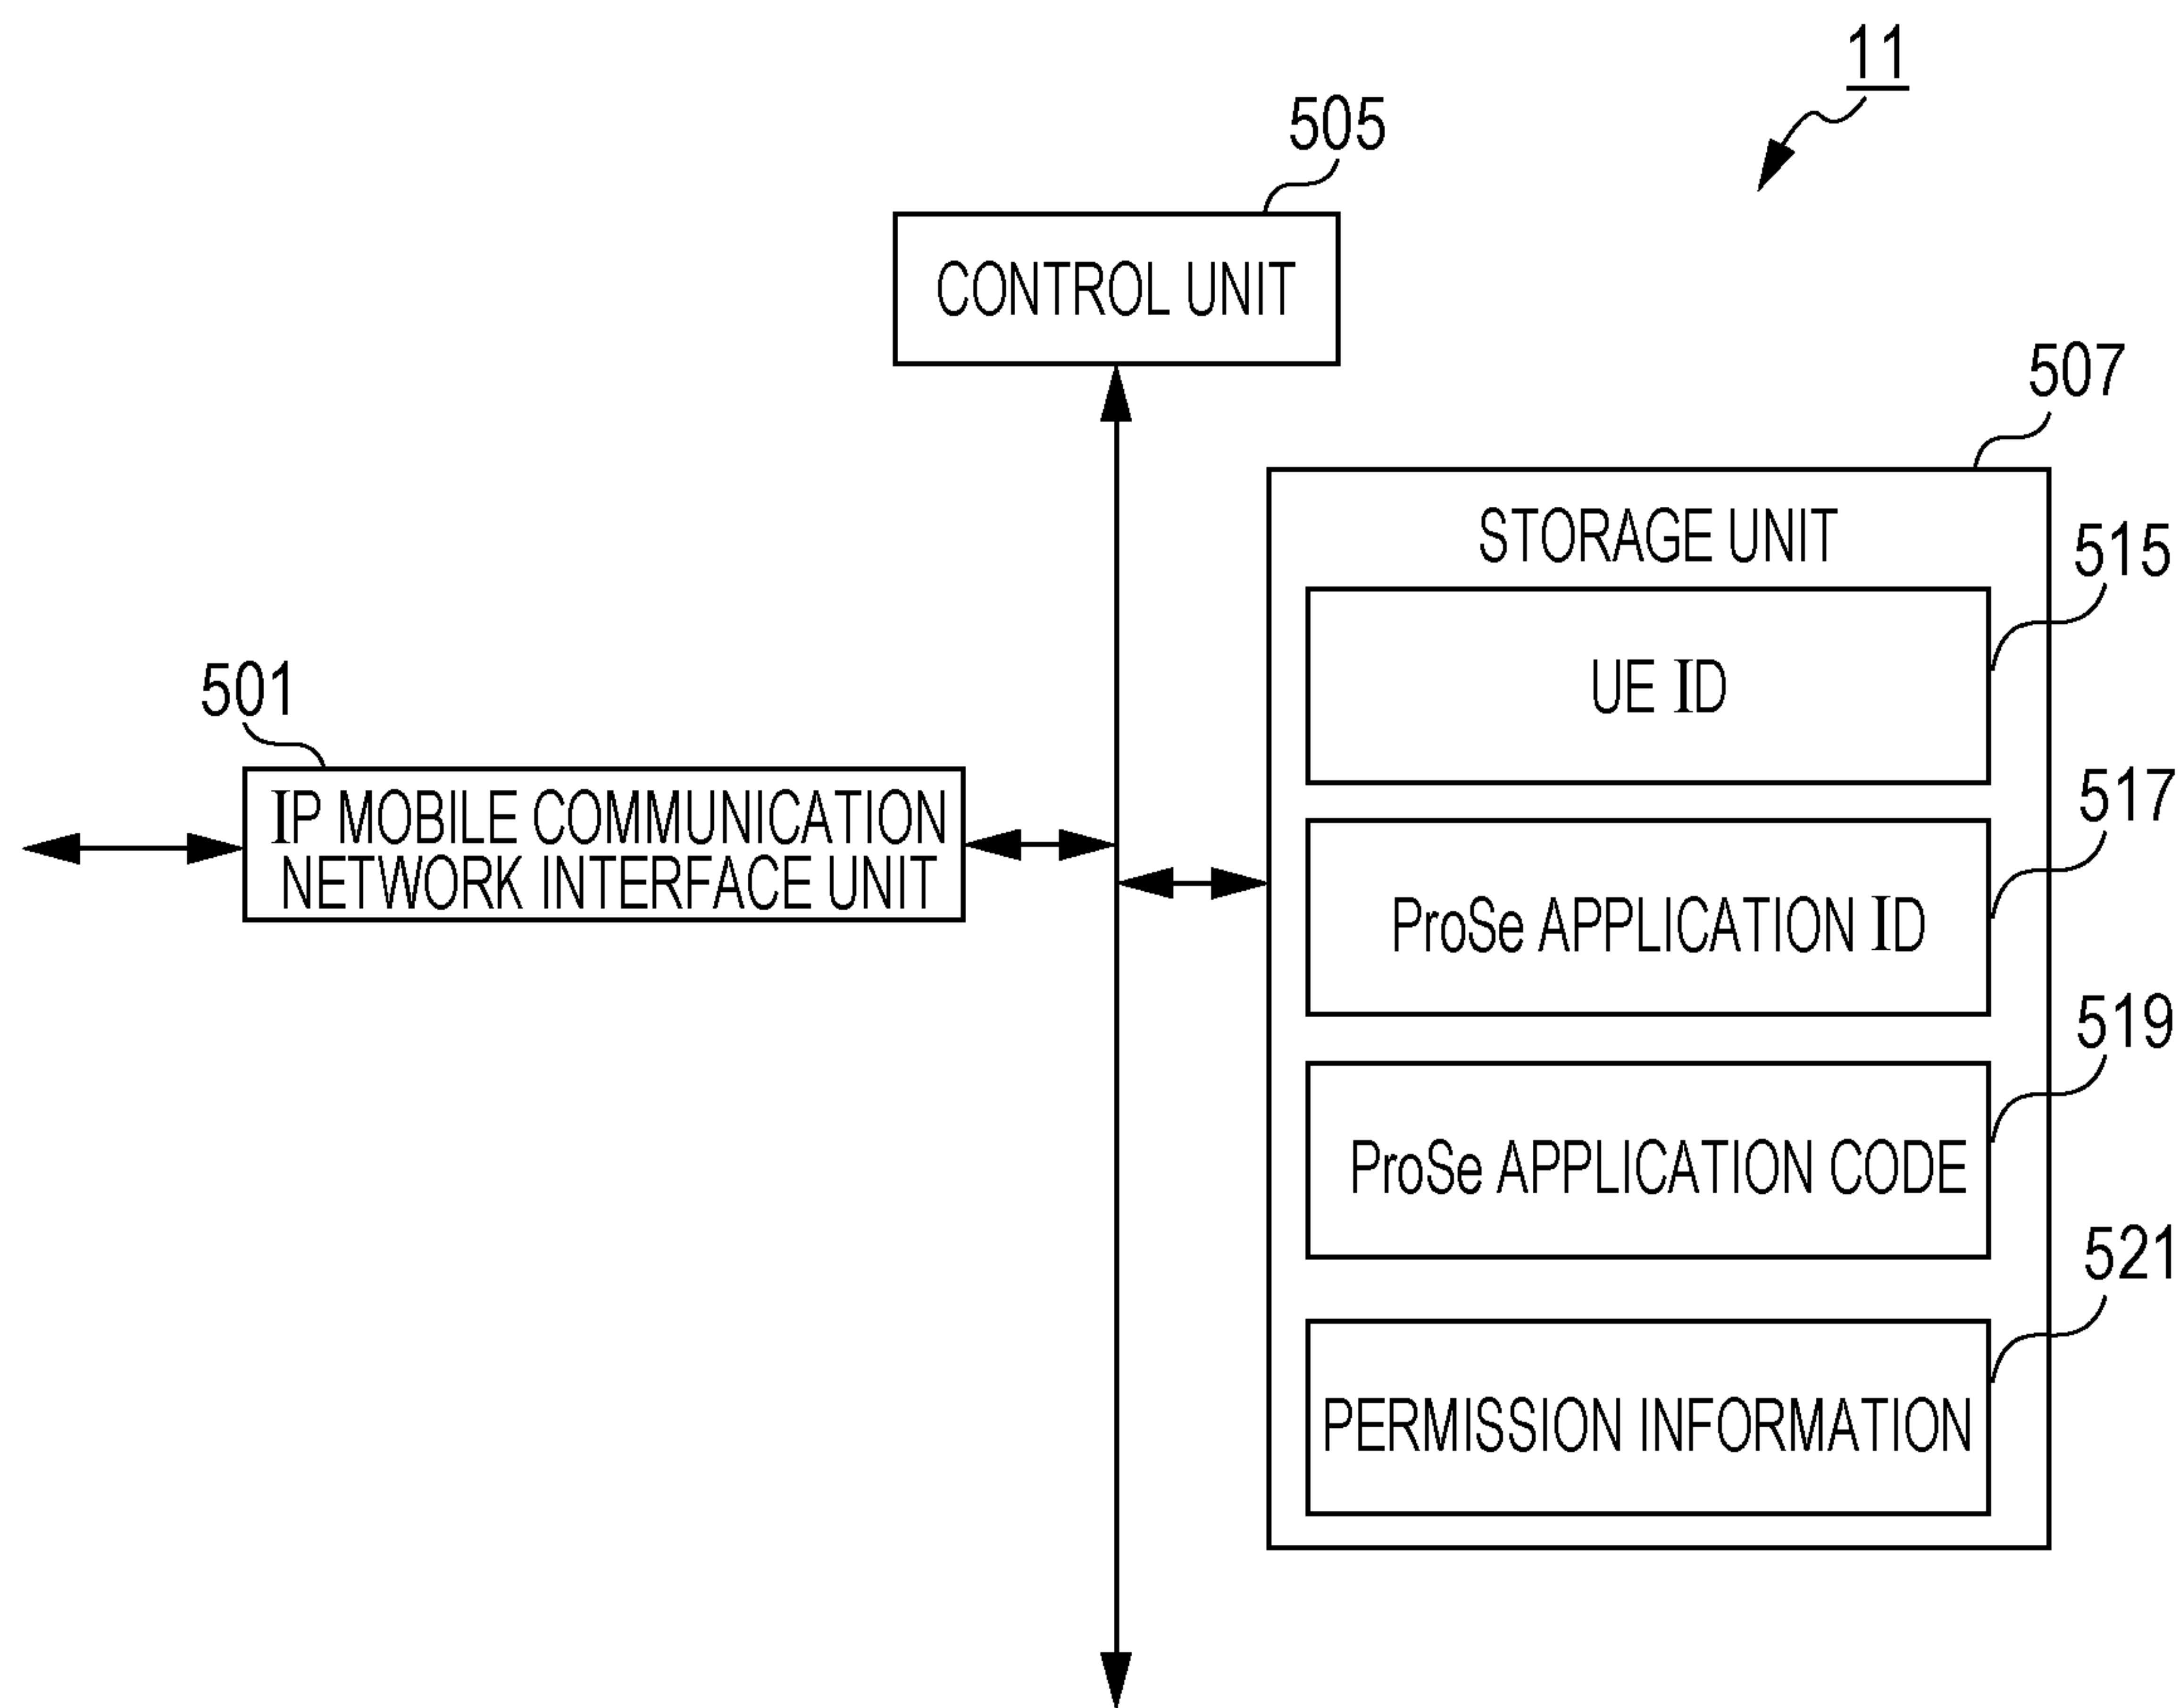 11
505
CONTROL UNIT
507
STORAGE UNIT
515
UE ID
501
IP MOBILE COMMUNICATION
NETWORK INTERFACE UNIT
517
ProSe APPLICATION ID
519
ProSe APPLICATION CODE
521
PERMISSION INFORMATION